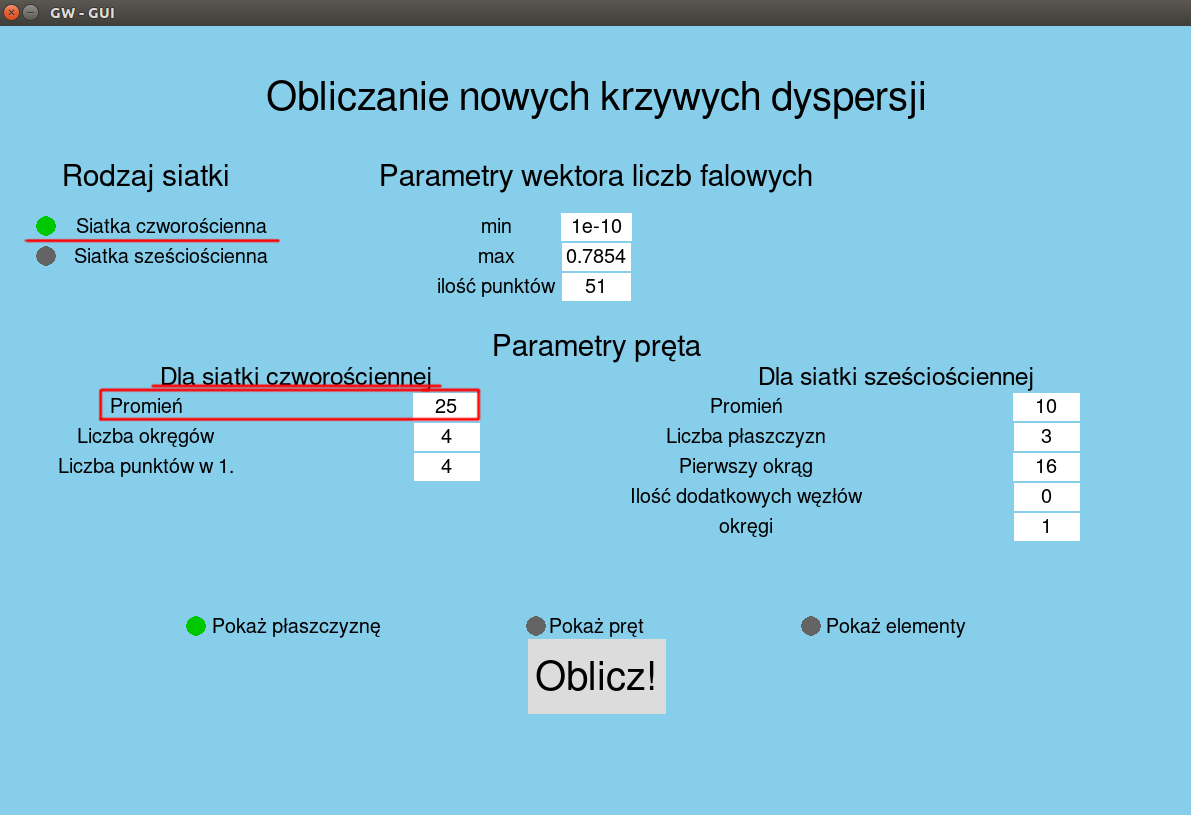 GW - GUI
Obliczanie nowych krzywych dyspersji
Rodzaj siatki
Siatka czworościenna
Siatka sześciościenna
Parametry wektora liczb falowych
min 1e-10
max 0.7854
ilość punktów 51
Parametry pręta
Dla siatki czworościennej
Promień 25
Liczba okręgów 4
Liczba punktów w 1. 4
Dla siatki sześciościennej
Promień 10
Liczba płaszczyzn 3
Pierwszy okrąg 16
Ilość dodatkowych węzłów 0
okręgi 1
Pokaż płaszczyznę Pokaż pręt Pokaż elementy
Oblicz!